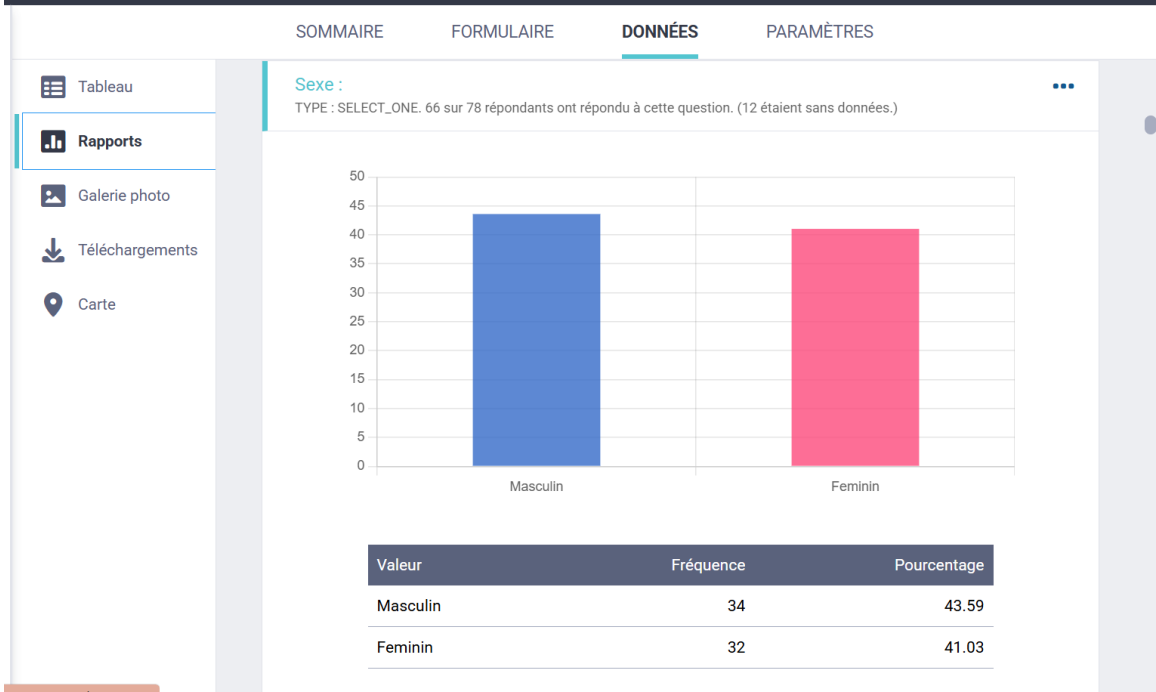 SOMMAIRE FORMULAIRE DONNÉES PARAMÈTRES
Tableau
Rapports
Galerie photo
Téléchargements
Carte
Sexe :
TYPE : SELECT_ONE. 66 sur 78 répondants ont répondu à cette question. (12 étaient sans données.)
50
45
40
35
30
25
20
15
10
5
0
Masculin Feminin
Valeur Fréquence Pourcentage
Masculin 34 43.59
Feminin 32 41.03